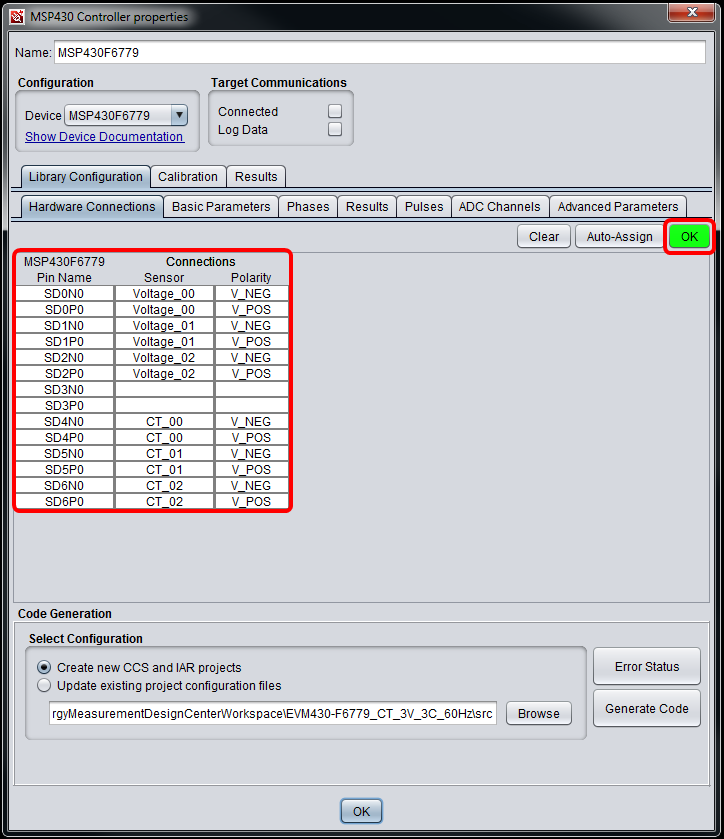 MSP430 Controller properties
Name: MSP430F6779
Configuration
Target Communications
Device MSP430F6779
Show Device Documentation
Connected
Log Data
Library Configuration Calibration Results
Hardware Connections Basic Parameters Phases Results Pulses ADC Channels Advanced Parameters
Clear Auto-Assign OK
MSP430F6779 Connections
Pin Name Sensor Polarity
SD0N0 Voltage_00 V_NEG
SD0P0 Voltage_00 V_POS
SD1N0 Voltage_01 V_NEG
SD1P0 Voltage_01 V_POS
SD2N0 Voltage_02 V_NEG
SD2P0 Voltage_02 V_POS
SD3N0
SD3P0
SD4N0 CT_00 V_NEG
SD4P0 CT_00 V_POS
SD5N0 CT_01 V_NEG
SD5P0 CT_01 V_POS
SD6N0 CT_02 V_NEG
SD6P0 CT_02 V_POS
Code Generation
Select Configuration
Create new CCS and IAR projects
Update existing project configuration files
rgyMeasurementDesignCenterWorkspace\EVM430-F6779_CT_3V_3C_60Hz\src Browse
Error Status
Generate Code
OK